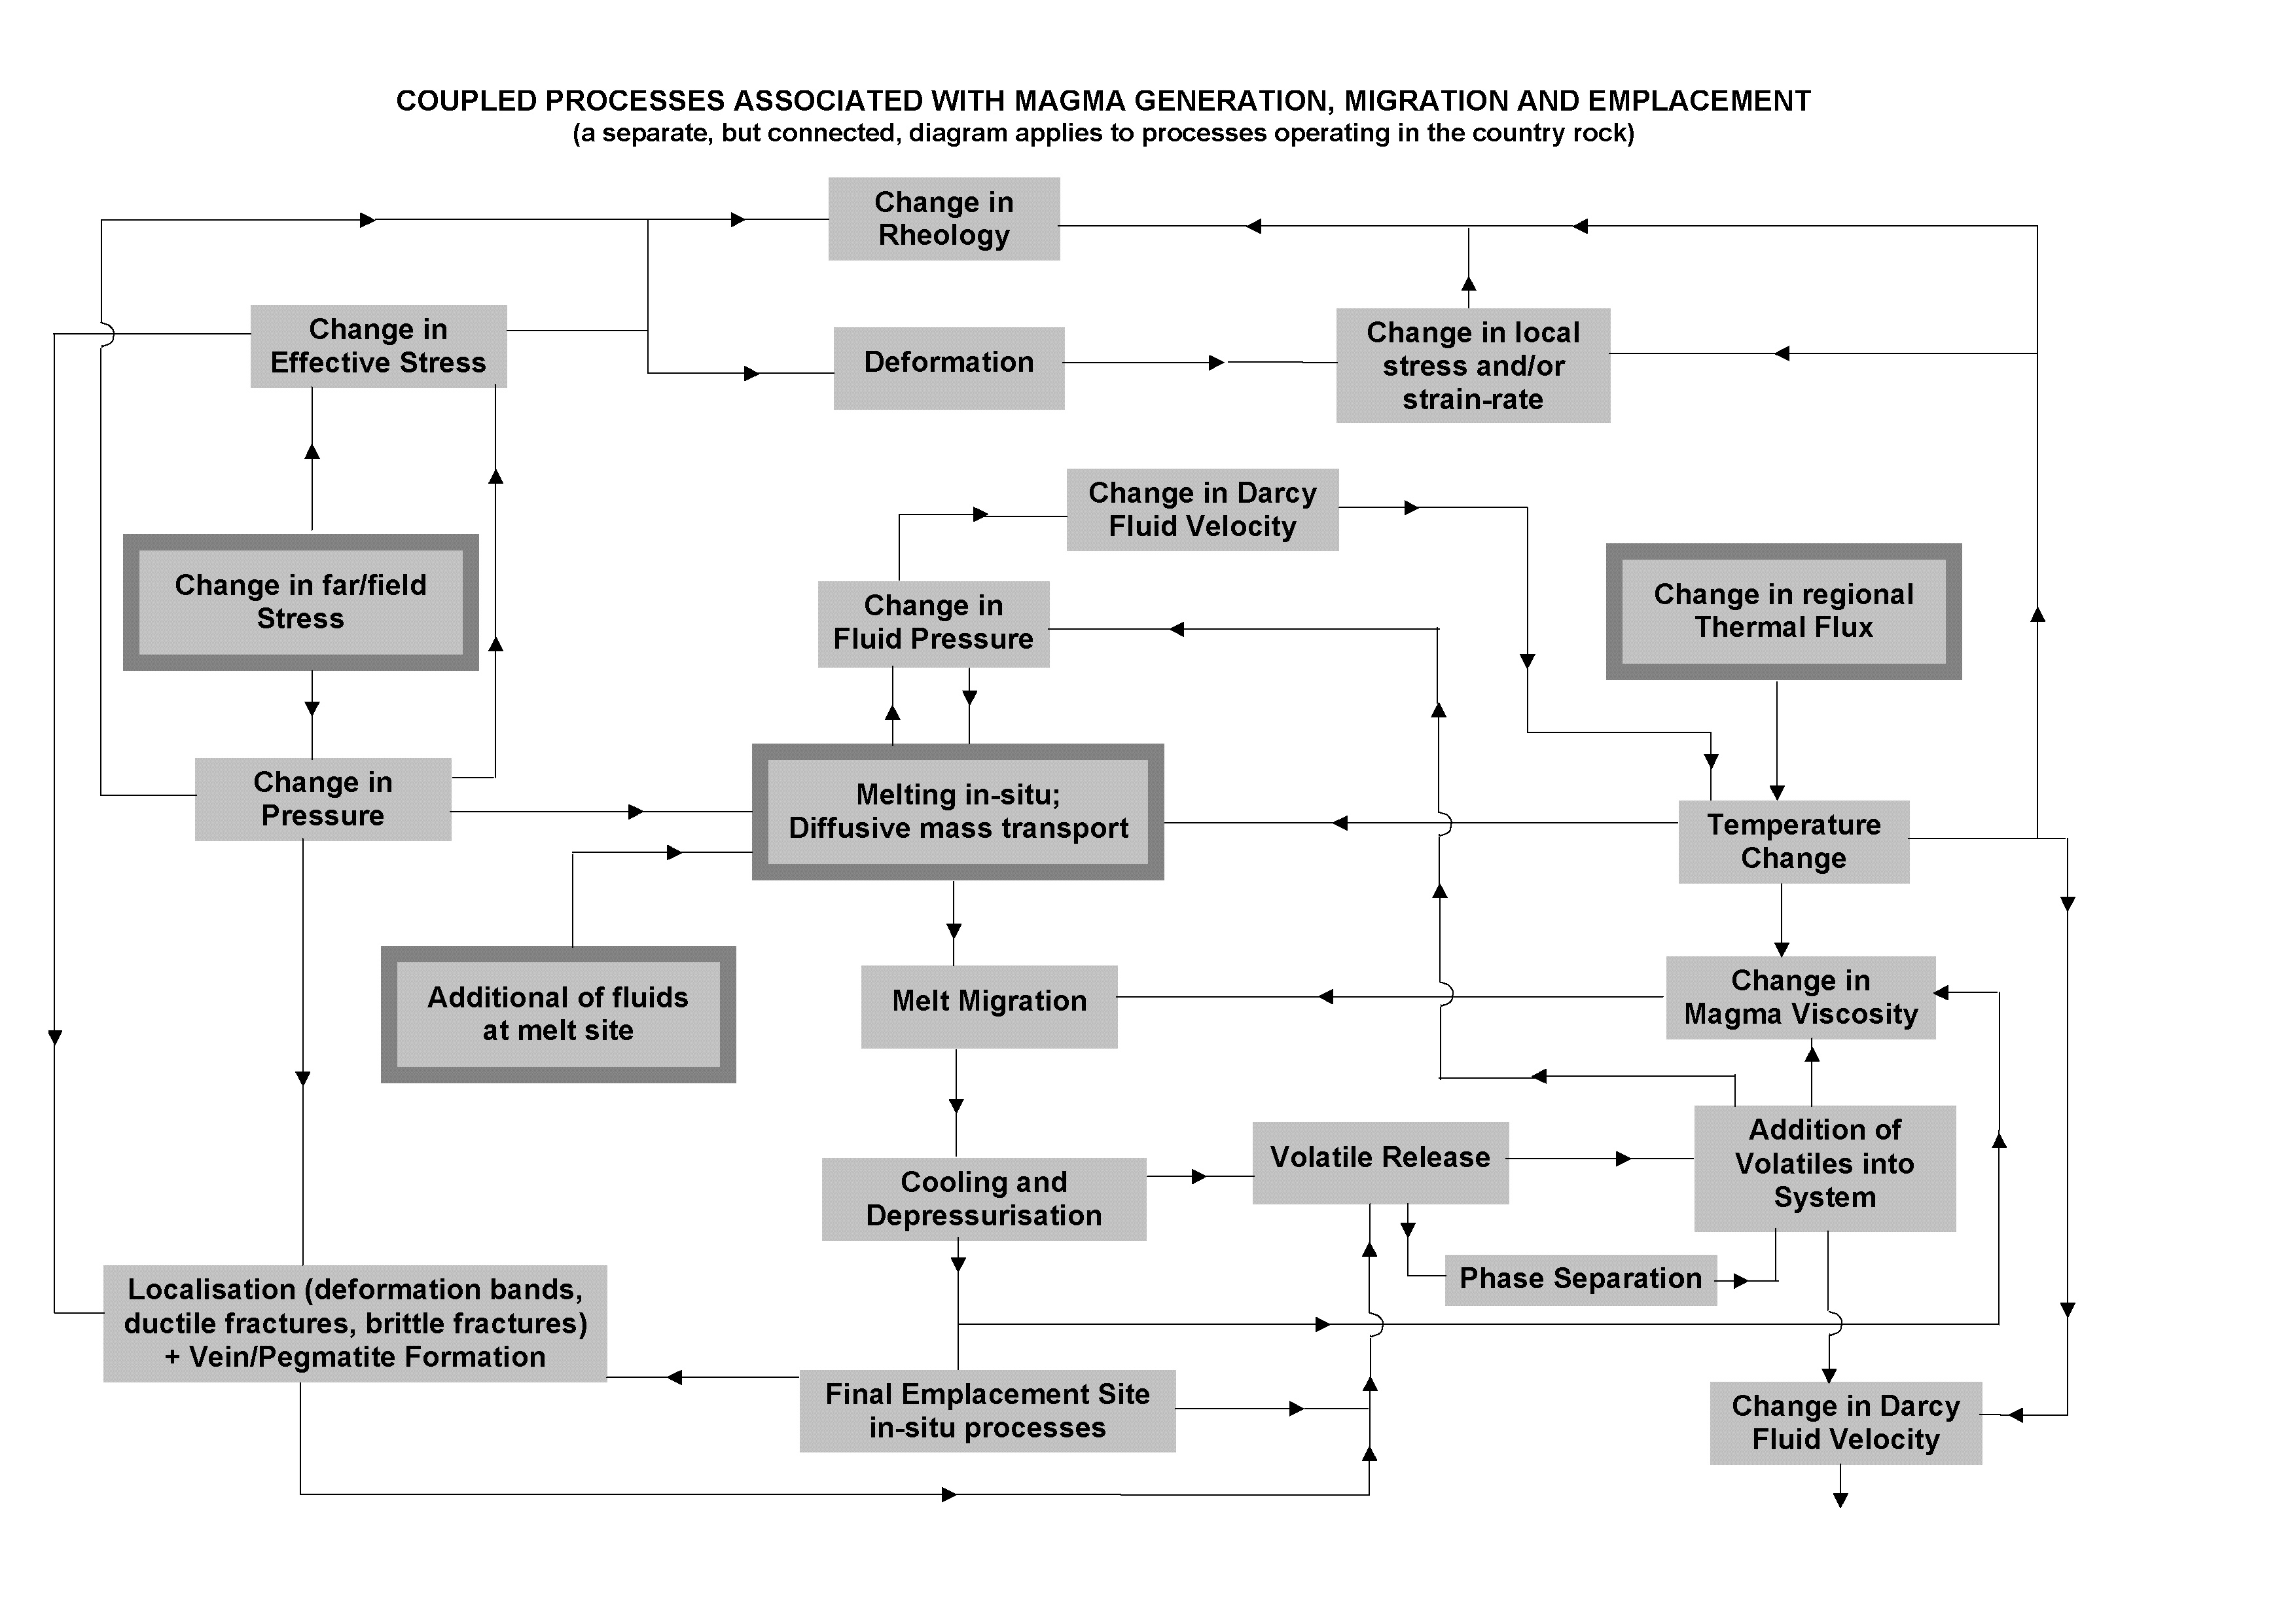 COUPLED PROCESSES ASSOCIATED WITH MAGMA GENERATION, MIGRATION AND EMPLACEMENT
(a separate, but connected, diagram applies to processes operating in the country rock)
Change in
Rheology
Change in
Effective Stress
Deformation
Change in local
stress and/or
strain-rate
Change in Darcy
Fluid Velocity
Change in far/field
Stress
Change in
Fluid Pressure
Change in regional
Thermal Flux
Change in
Pressure
Melting in-situ;
Diffusive mass transport
Temperature
Change
Additional of fluids
at melt site
Melt Migration
Change in
Magma Viscosity
Cooling and
Depressurisation
Volatile Release
Addition of
Volatiles into
System
Phase Separation
Localisation (deformation bands,
ductile fractures, brittle fractures)
+ Vein/Pegmatite Formation
Final Emplacement Site
in-situ processes
Change in Darcy
Fluid Velocity